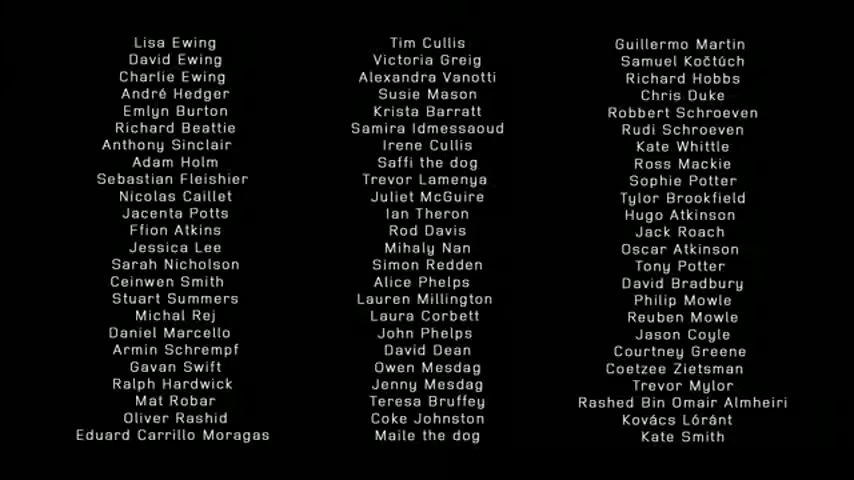 Lisa Ewing
David Ewing
Charlie Ewing
André Hedger
Emlyn Burton
Richard Beattie
Anthony Sinclair
Adam Holm
Sebastian Fleishier
Nicolas Caillet
Jacenta Potts
Ffion Atkins
Jessica Lee
Sarah Nicholson
Ceinwen Smith
Stuart Summers
Michal Rej
Daniel Marcello
Armin Schrempf
Gavan Swift
Ralph Hardwick
Mat Robar
Oliver Rashid
Eduard Carrillo Moragas
Tim Cullis
Victoria Greig
Alexandra Vanotti
Susie Mason
Krista Barratt
Samira Idmessaoud
Irene Cullis
Saffi the dog
Trevor Lamenya
Juliet McGuire
Ian Theron
Rod Davis
Mihaly Nan
Simon Redden
Alice Phelps
Lauren Millington
Laura Corbett
John Phelps
David Dean
Owen Mesdag
Jenny Mesdag
Teresa Bruffey
Coke Johnston
Maile the dog
Guillermo Martin
Samuel Kočtúch
Richard Hobbs
Chris Duke
Robbert Schroeven
Rudi Schroeven
Kate Whittle
Ross Mackie
Sophie Potter
Tylor Brookfield
Hugo Atkinson
Jack Roach
Oscar Atkinson
Tony Potter
David Bradbury
Philip Mowle
Reuben Mowle
Jason Coyle
Courtney Greene
Coetzee Zietsman
Trevor Mylor
Rashed Bin Omair Almheiri
Kovács Lóránt
Kate Smith